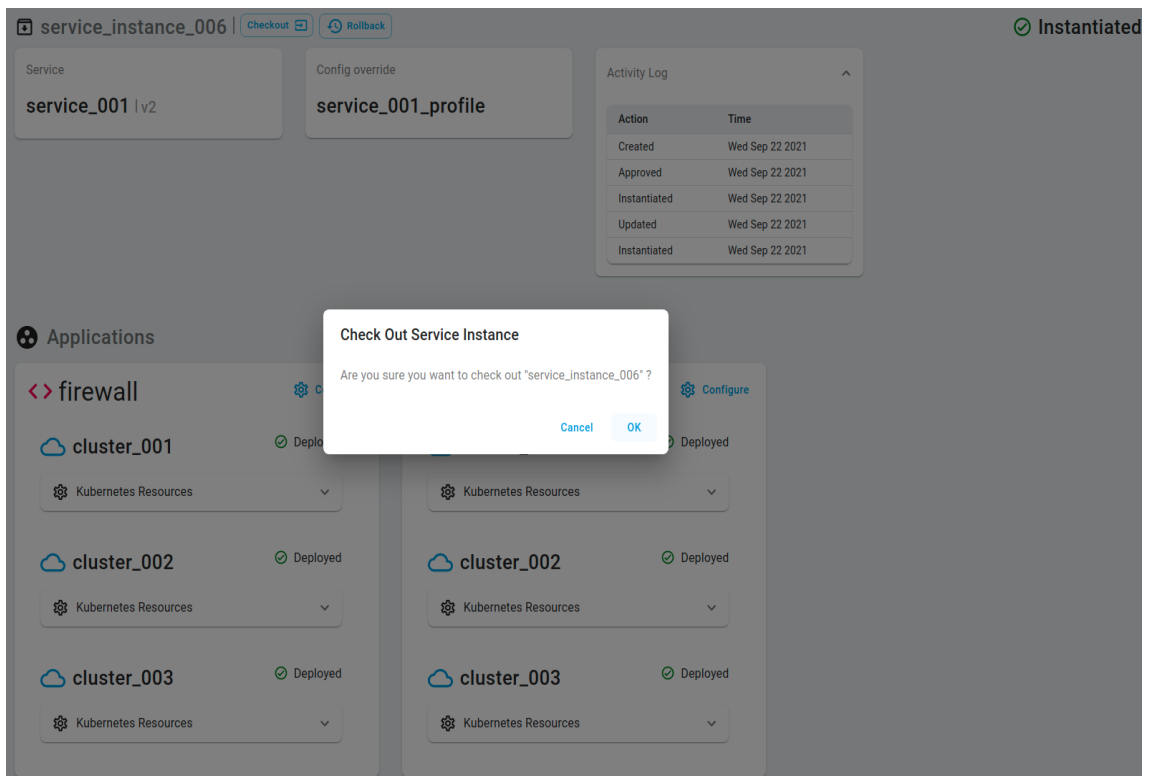 service_instance_006 | Checkout Rollback
Instantiated
Service
service_001 | v2
Config override
service_001_profile
Activity Log
Action Time
Created Wed Sep 22 2021
Approved Wed Sep 22 2021
Instantiated Wed Sep 22 2021
Updated Wed Sep 22 2021
Instantiated Wed Sep 22 2021
Applications
Check Out Service Instance
Are you sure you want to check out "service_instance_006" ?
Cancel OK
firewall
cluster_001
Kubernetes Resources
cluster_002 Deployed
Kubernetes Resources
cluster_003 Deployed
Kubernetes Resources
Configure
Deployed
Kubernetes Resources
cluster_002 Deployed
Kubernetes Resources
cluster_003 Deployed
Kubernetes Resources